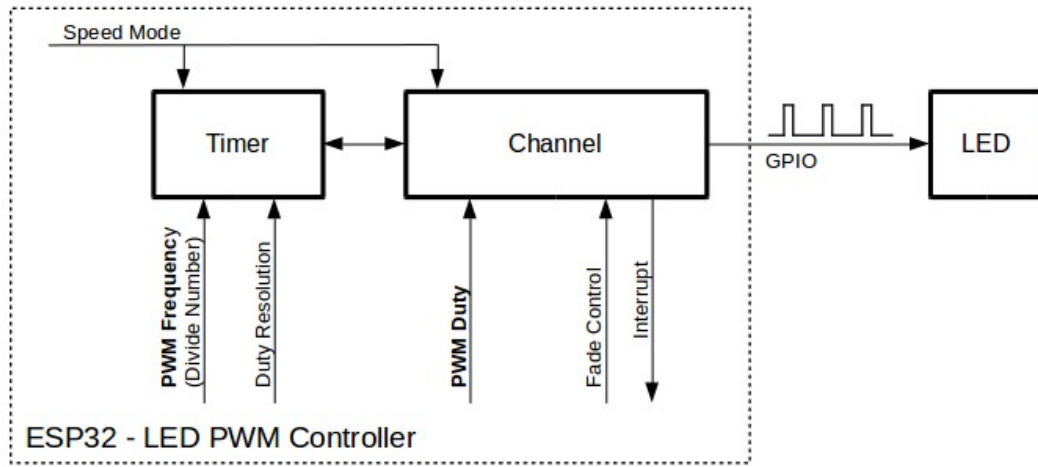 Speed Mode
Timer
Channel
GPIO
LED
PWM Frequency
(Divide Number)
Duty Resolution
PWM Duty
Fade Control
Interrupt
ESP32 - LED PWM Controller